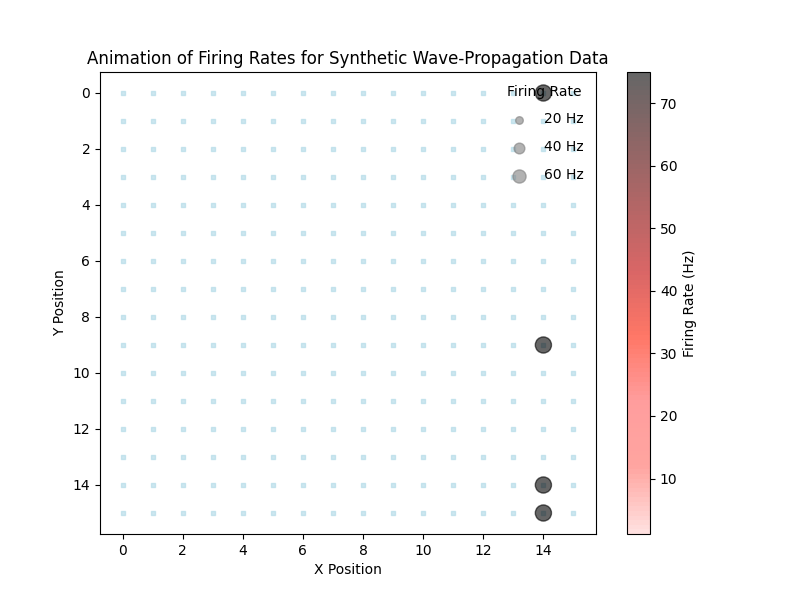 Animation of Firing Rates for Synthetic Wave-Propagation Data
Firing Rate
20 Hz
40 Hz
60 Hz
0
2
4
6
8
10
12
14
Y Position
0 2 4 6 8 10 12 14
X Position
70
60
50
40
30
20
10
Firing Rate (Hz)